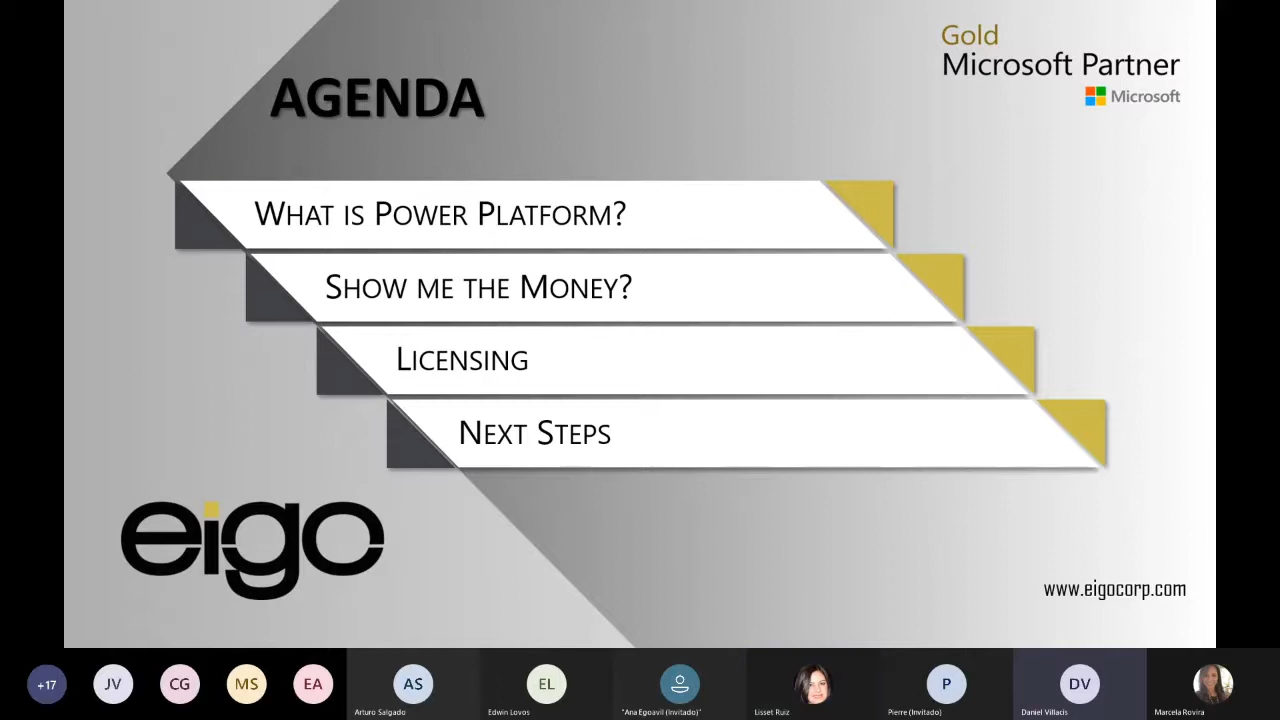 Gold
Microsoft Partner
Microsoft
AGENDA
WHAT IS POWER PLATFORM?
SHOW ME THE MONEY?
LICENSING
NEXT STEPS
eigo
www.eigocorp.com
+17
JV
CG
MS
EA
AS
EL
P
DV
Arturo Salgado
Edwin Lovos
"Ana Egoavil (Invitado)"
Lisset Ruiz
Pierre (Invitado)
Daniel Villacis
Marcela Rovira